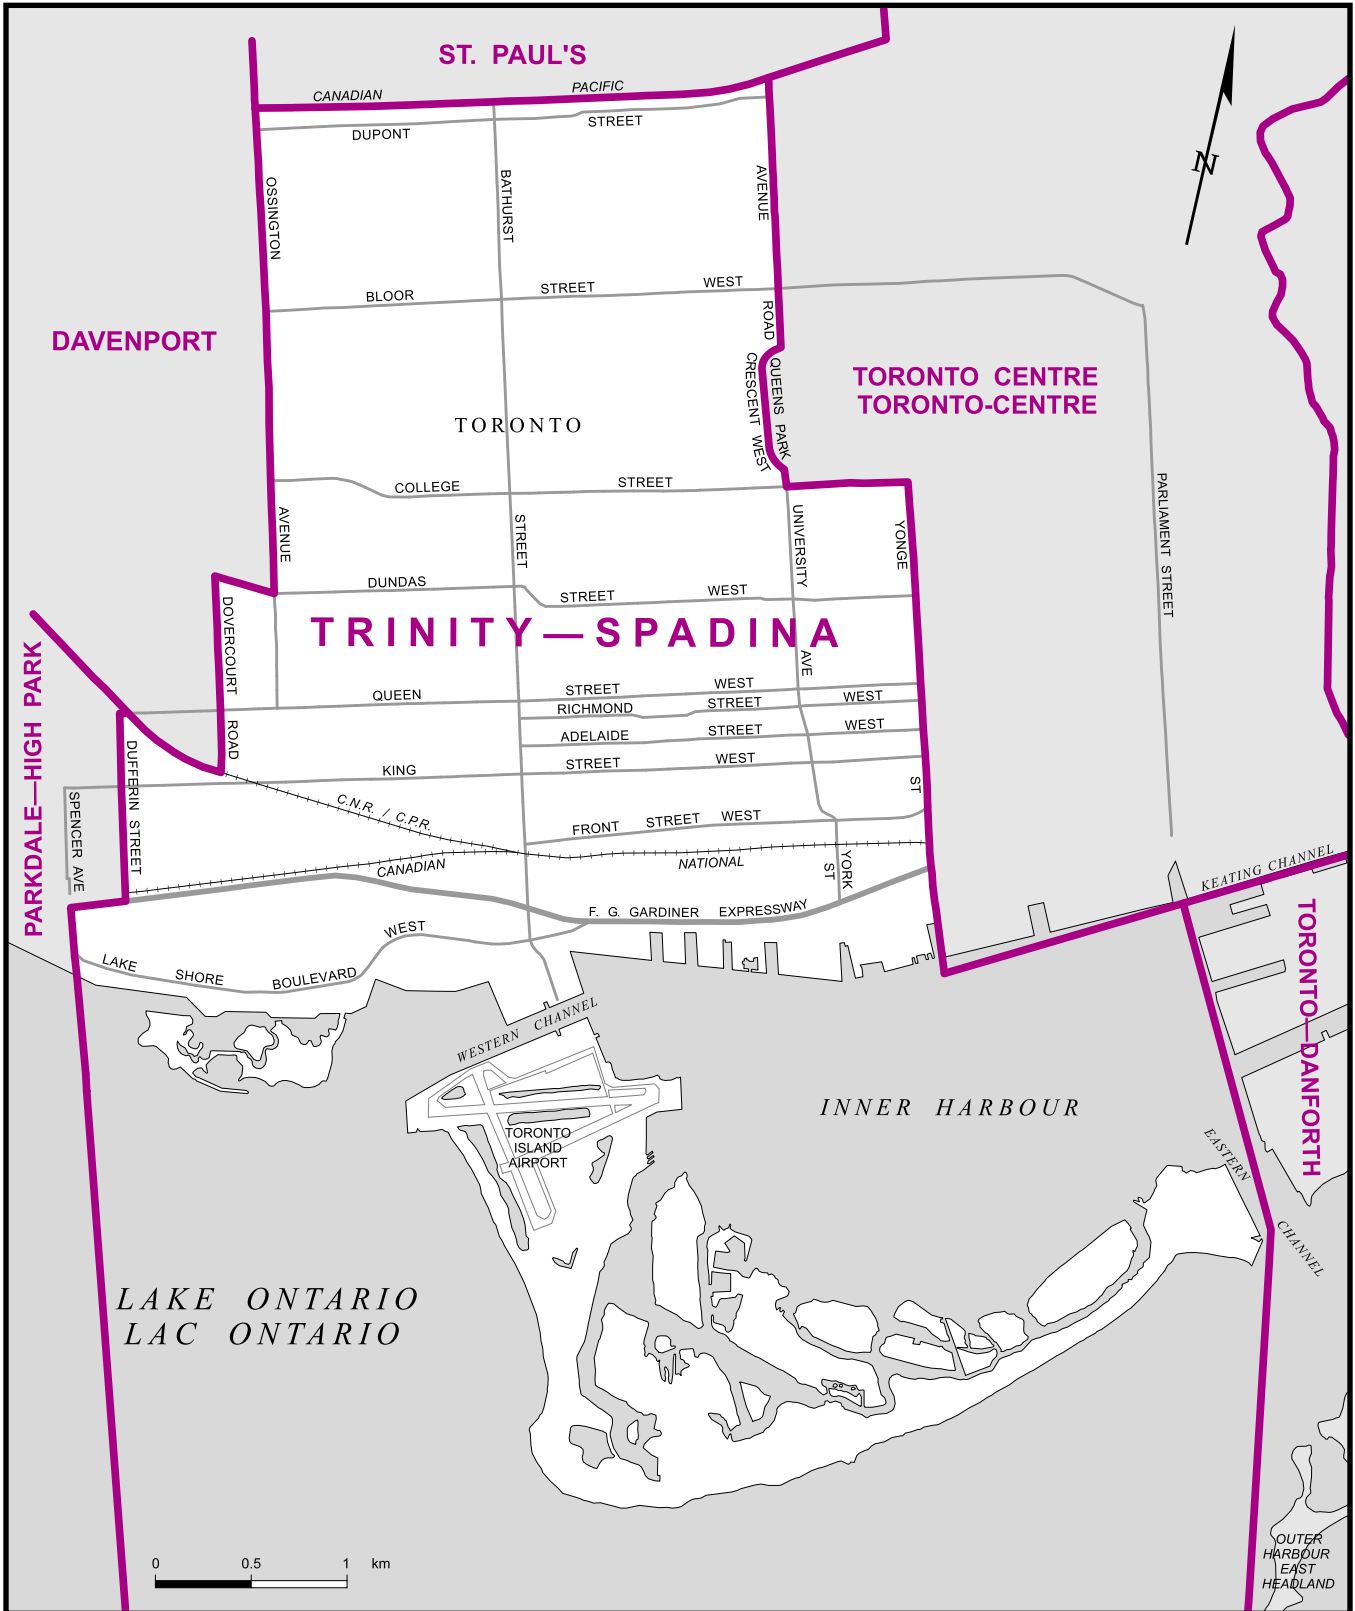 ST. PAUL'S
CANADIAN PACIFIC
DUPONT STREET
N
OSSINGTON
BATHURST
AVENUE
BLOOR STREET WEST
ROAD
DAVENPORT
QUEENS PARK
CRESCENT WEST
TORONTO CENTRE
TORONTO-CENTRE
TORONTO
COLLEGE STREET
PARLIAMENT STREET
AVENUE
STREET
UNIVERSITY
YONGE
DUNDAS STREET WEST
DOVERCOURT
TRINITY—SPADINA
PARKDALE—HIGH PARK
AVE
QUEEN STREET WEST
RICHMOND STREET WEST
ROAD
ADELAIDE STREET WEST
DUFFERIN STREET
KING STREET WEST
ST
SPENCER AVE
C.N.R. / C.P.R.
FRONT STREET WEST
CANADIAN NATIONAL
YORK
ST
KEATING CHANNEL
F. G. GARDINER EXPRESSWAY
TORONTO—DANFORTH
LAKE SHORE BOULEVARD WEST
WESTERN CHANNEL
INNER HARBOUR
TORONTO
ISLAND
AIRPORT
EASTERN CHANNEL
LAKE ONTARIO
LAC ONTARIO
OUTER
HARBOUR
EAST
HEADLAND
0 0.5 1 km